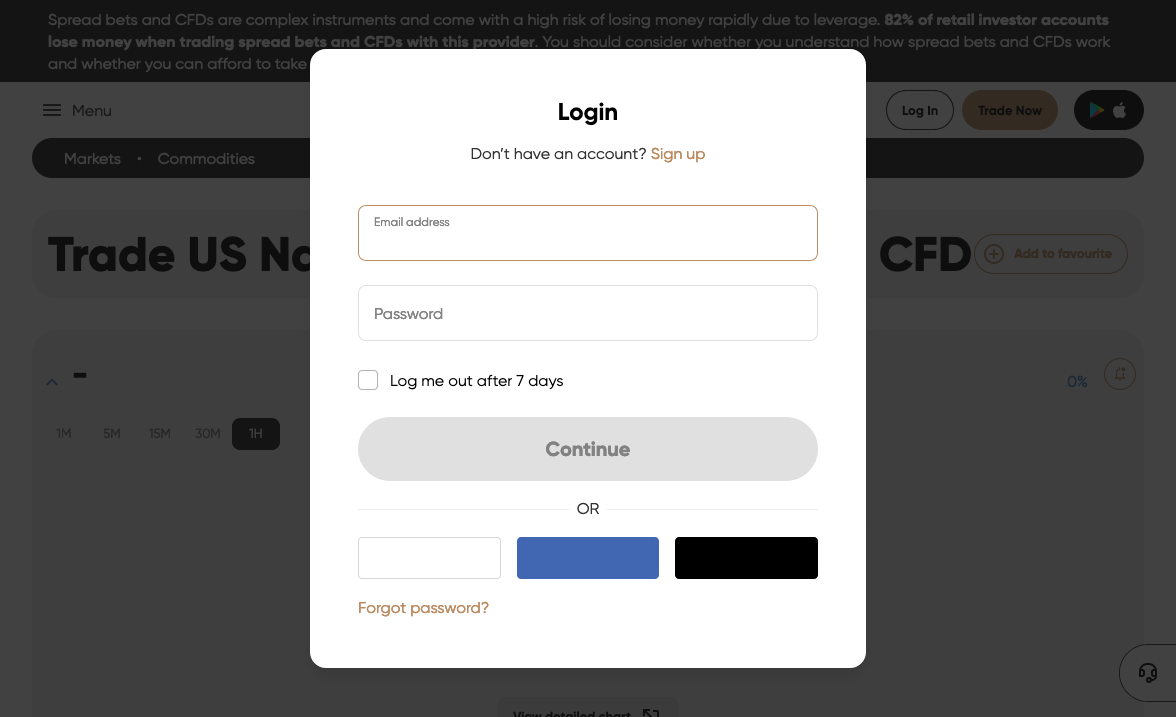 Spread bets and CFDs are complex instruments and come with a high risk of losing money rapidly due to leverage. 82% of retail investor accounts
lose money when trading spread bets and CFDs with this provider. You should consider whether you understand how spread bets and CFDs work
and whether you can afford to take
Menu
Log In
Trade Now
Markets • Commodities
Trade US Na
CFD
Add to favourite
0%
1M 5M 15M 30M 1H
Login
Don't have an account? Sign up
Email address
Password
Log me out after 7 days
Continue
OR
Forgot password?
View detailed chart